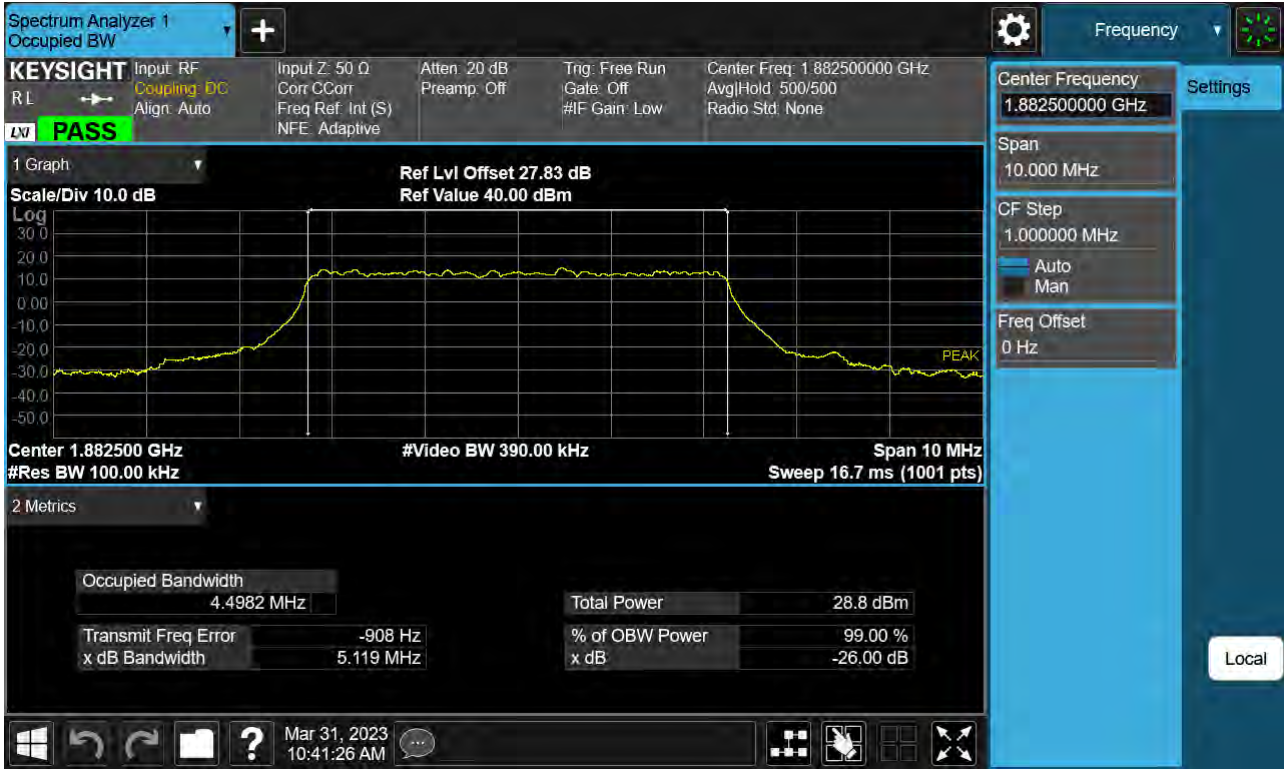 Spectrum Analyzer 1
Occupied BW
+
Frequency
KEYSIGHT
R L
LXI
PASS
Input: RF
Coupling: DC
Align: Auto
Input Z: 50 Ω
Corr CCorr
Freq Ref: Int (S)
NFE: Adaptive
Atten: 20 dB
Preamp: Off
Trig: Free Run
Gate: Off
#IF Gain: Low
Center Freq: 1.882500000 GHz
Avg|Hold: 500/500
Radio Std: None
Center Frequency
1.882500000 GHz
Settings
Span
10.000 MHz
CF Step
1.000000 MHz
Auto
Man
Freq Offset
0 Hz
1 Graph
Scale/Div 10.0 dB
Ref Lvl Offset 27.83 dB
Ref Value 40.00 dBm
Log
30.0
20.0
10.0
0.00
-10.0
-20.0
-30.0
-40.0
-50.0
PEAK
Center 1.882500 GHz
#Video BW 390.00 kHz
Span 10 MHz
#Res BW 100.00 kHz
Sweep 16.7 ms (1001 pts)
2 Metrics
Occupied Bandwidth
4.4982 MHz
Total Power 28.8 dBm
Transmit Freq Error -908 Hz
% of OBW Power 99.00 %
x dB Bandwidth 5.119 MHz
x dB -26.00 dB
Local
?
Mar 31, 2023
10:41:26 AM